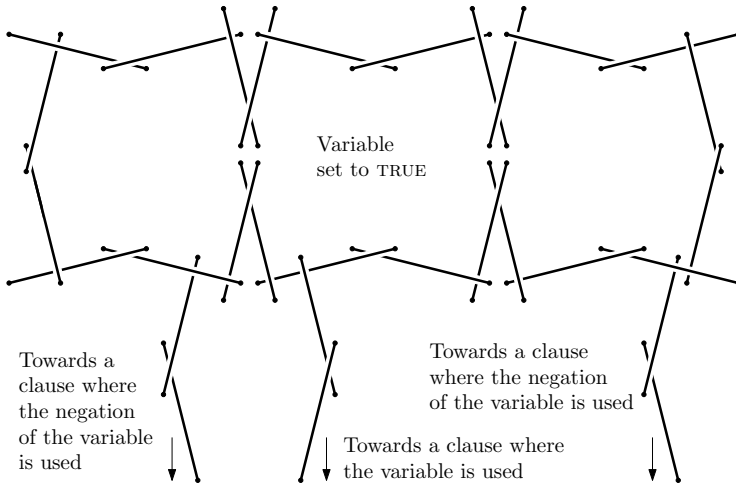 Variable
set to TRUE
Towards a
clause where
the negation
of the variable
is used
Towards a clause where
the variable is used
Towards a clause
where the negation
of the variable is used